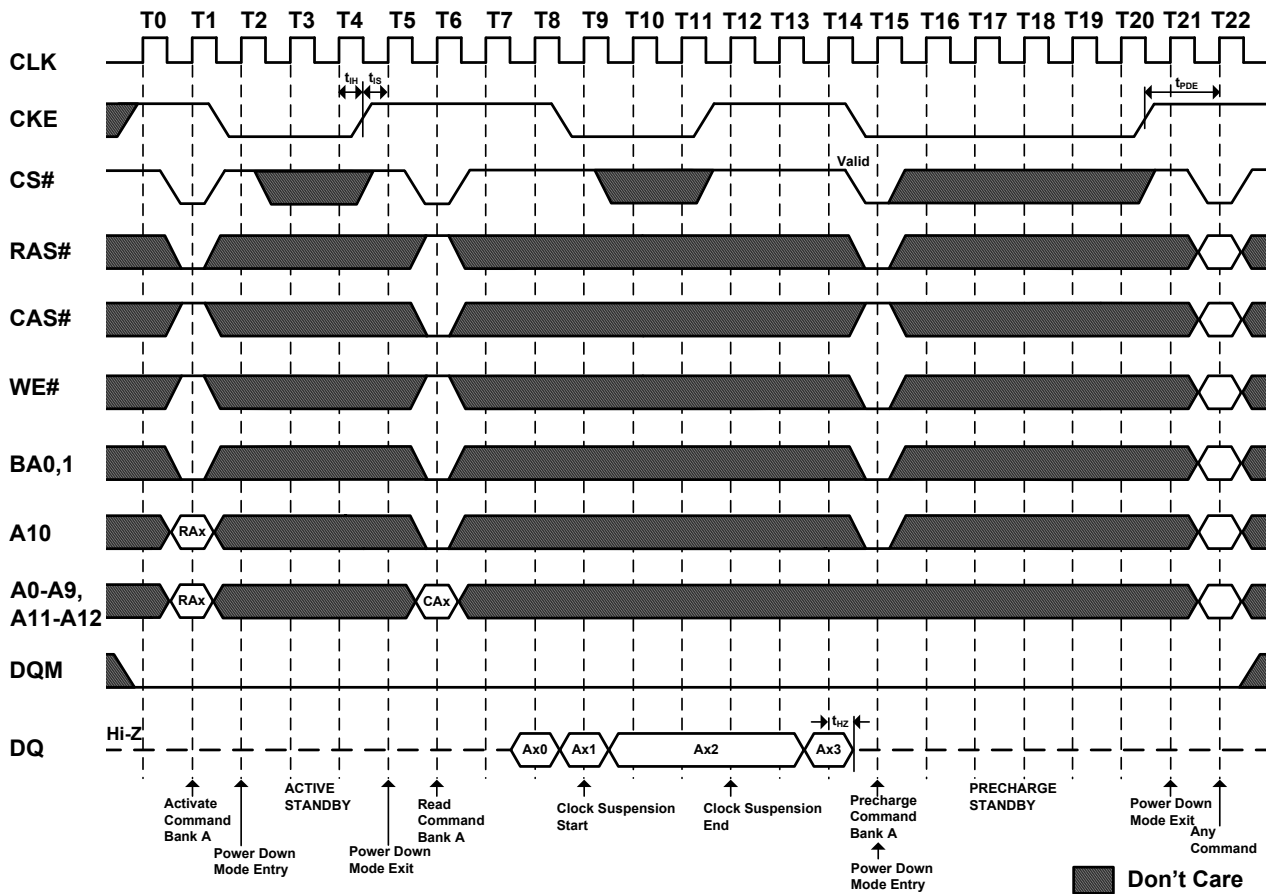 T0 T1 T2 T3 T4 T5 T6 T7 T8 T9 T10 T11 T12 T13 T14 T15 T16 T17 T18 T19 T20 T21 T22
CLK
tIH tIS
tPDE
CKE
Valid
CS#
RAS#
CAS#
WE#
BA0,1
A10
RAx
A0-A9,
A11-A12
RAx
CAx
DQM
Hi-Z
tHZ
DQ
Ax0
Ax1
Ax2
Ax3
Activate
Command
Bank A
Power Down
Mode Entry
ACTIVE
STANDBY
Power Down
Mode Exit
Read
Command
Bank A
Clock Suspension
Start
Clock Suspension
End
Precharge
Command
Bank A
Power Down
Mode Entry
PRECHARGE
STANDBY
Power Down
Mode Exit
Any
Command
Don't Care